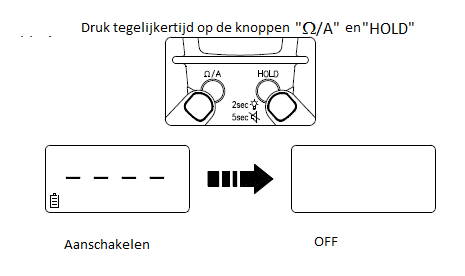 Druk tegelijkertijd op de knoppen "Ω/A" en "HOLD"
Ω/A HOLD
2sec
5sec
– – – –
Aanschakelen OFF